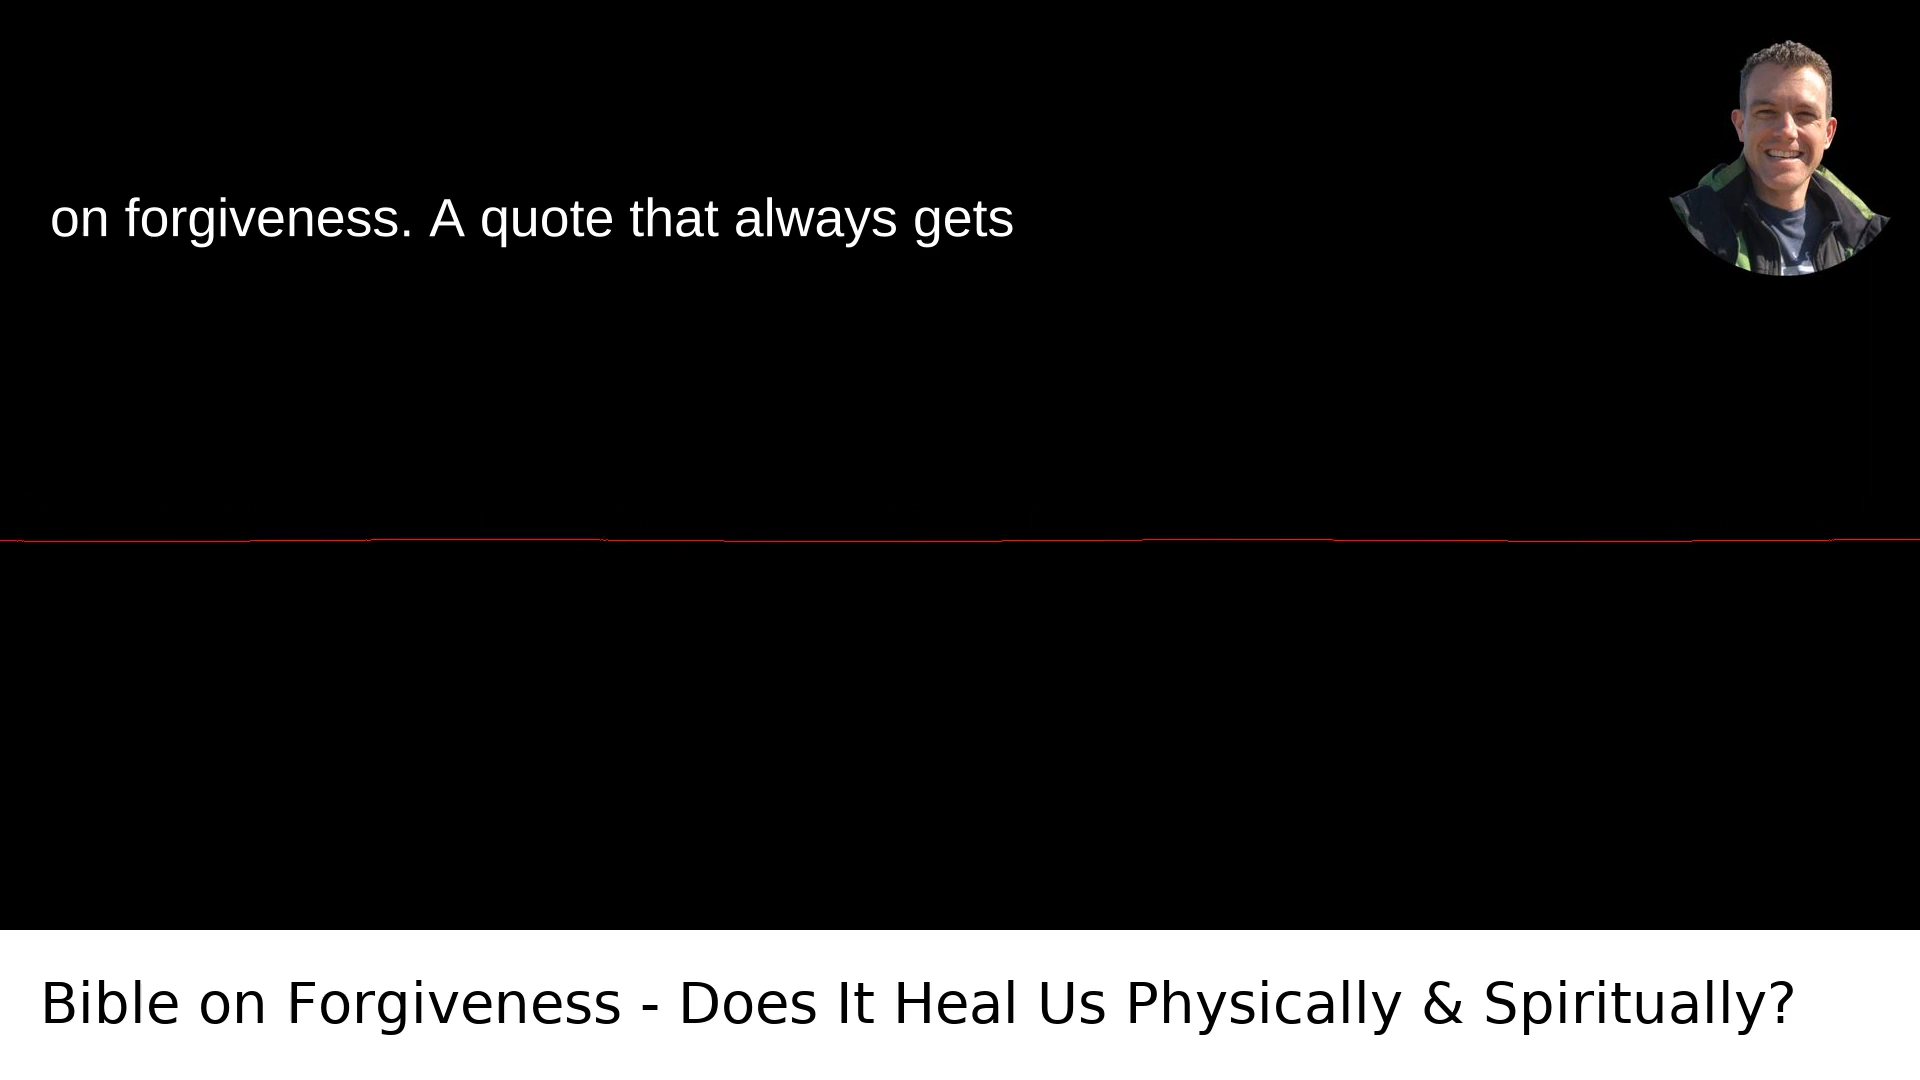 on forgiveness. A quote that always gets
Bible on Forgiveness - Does It Heal Us Physically & Spiritually?